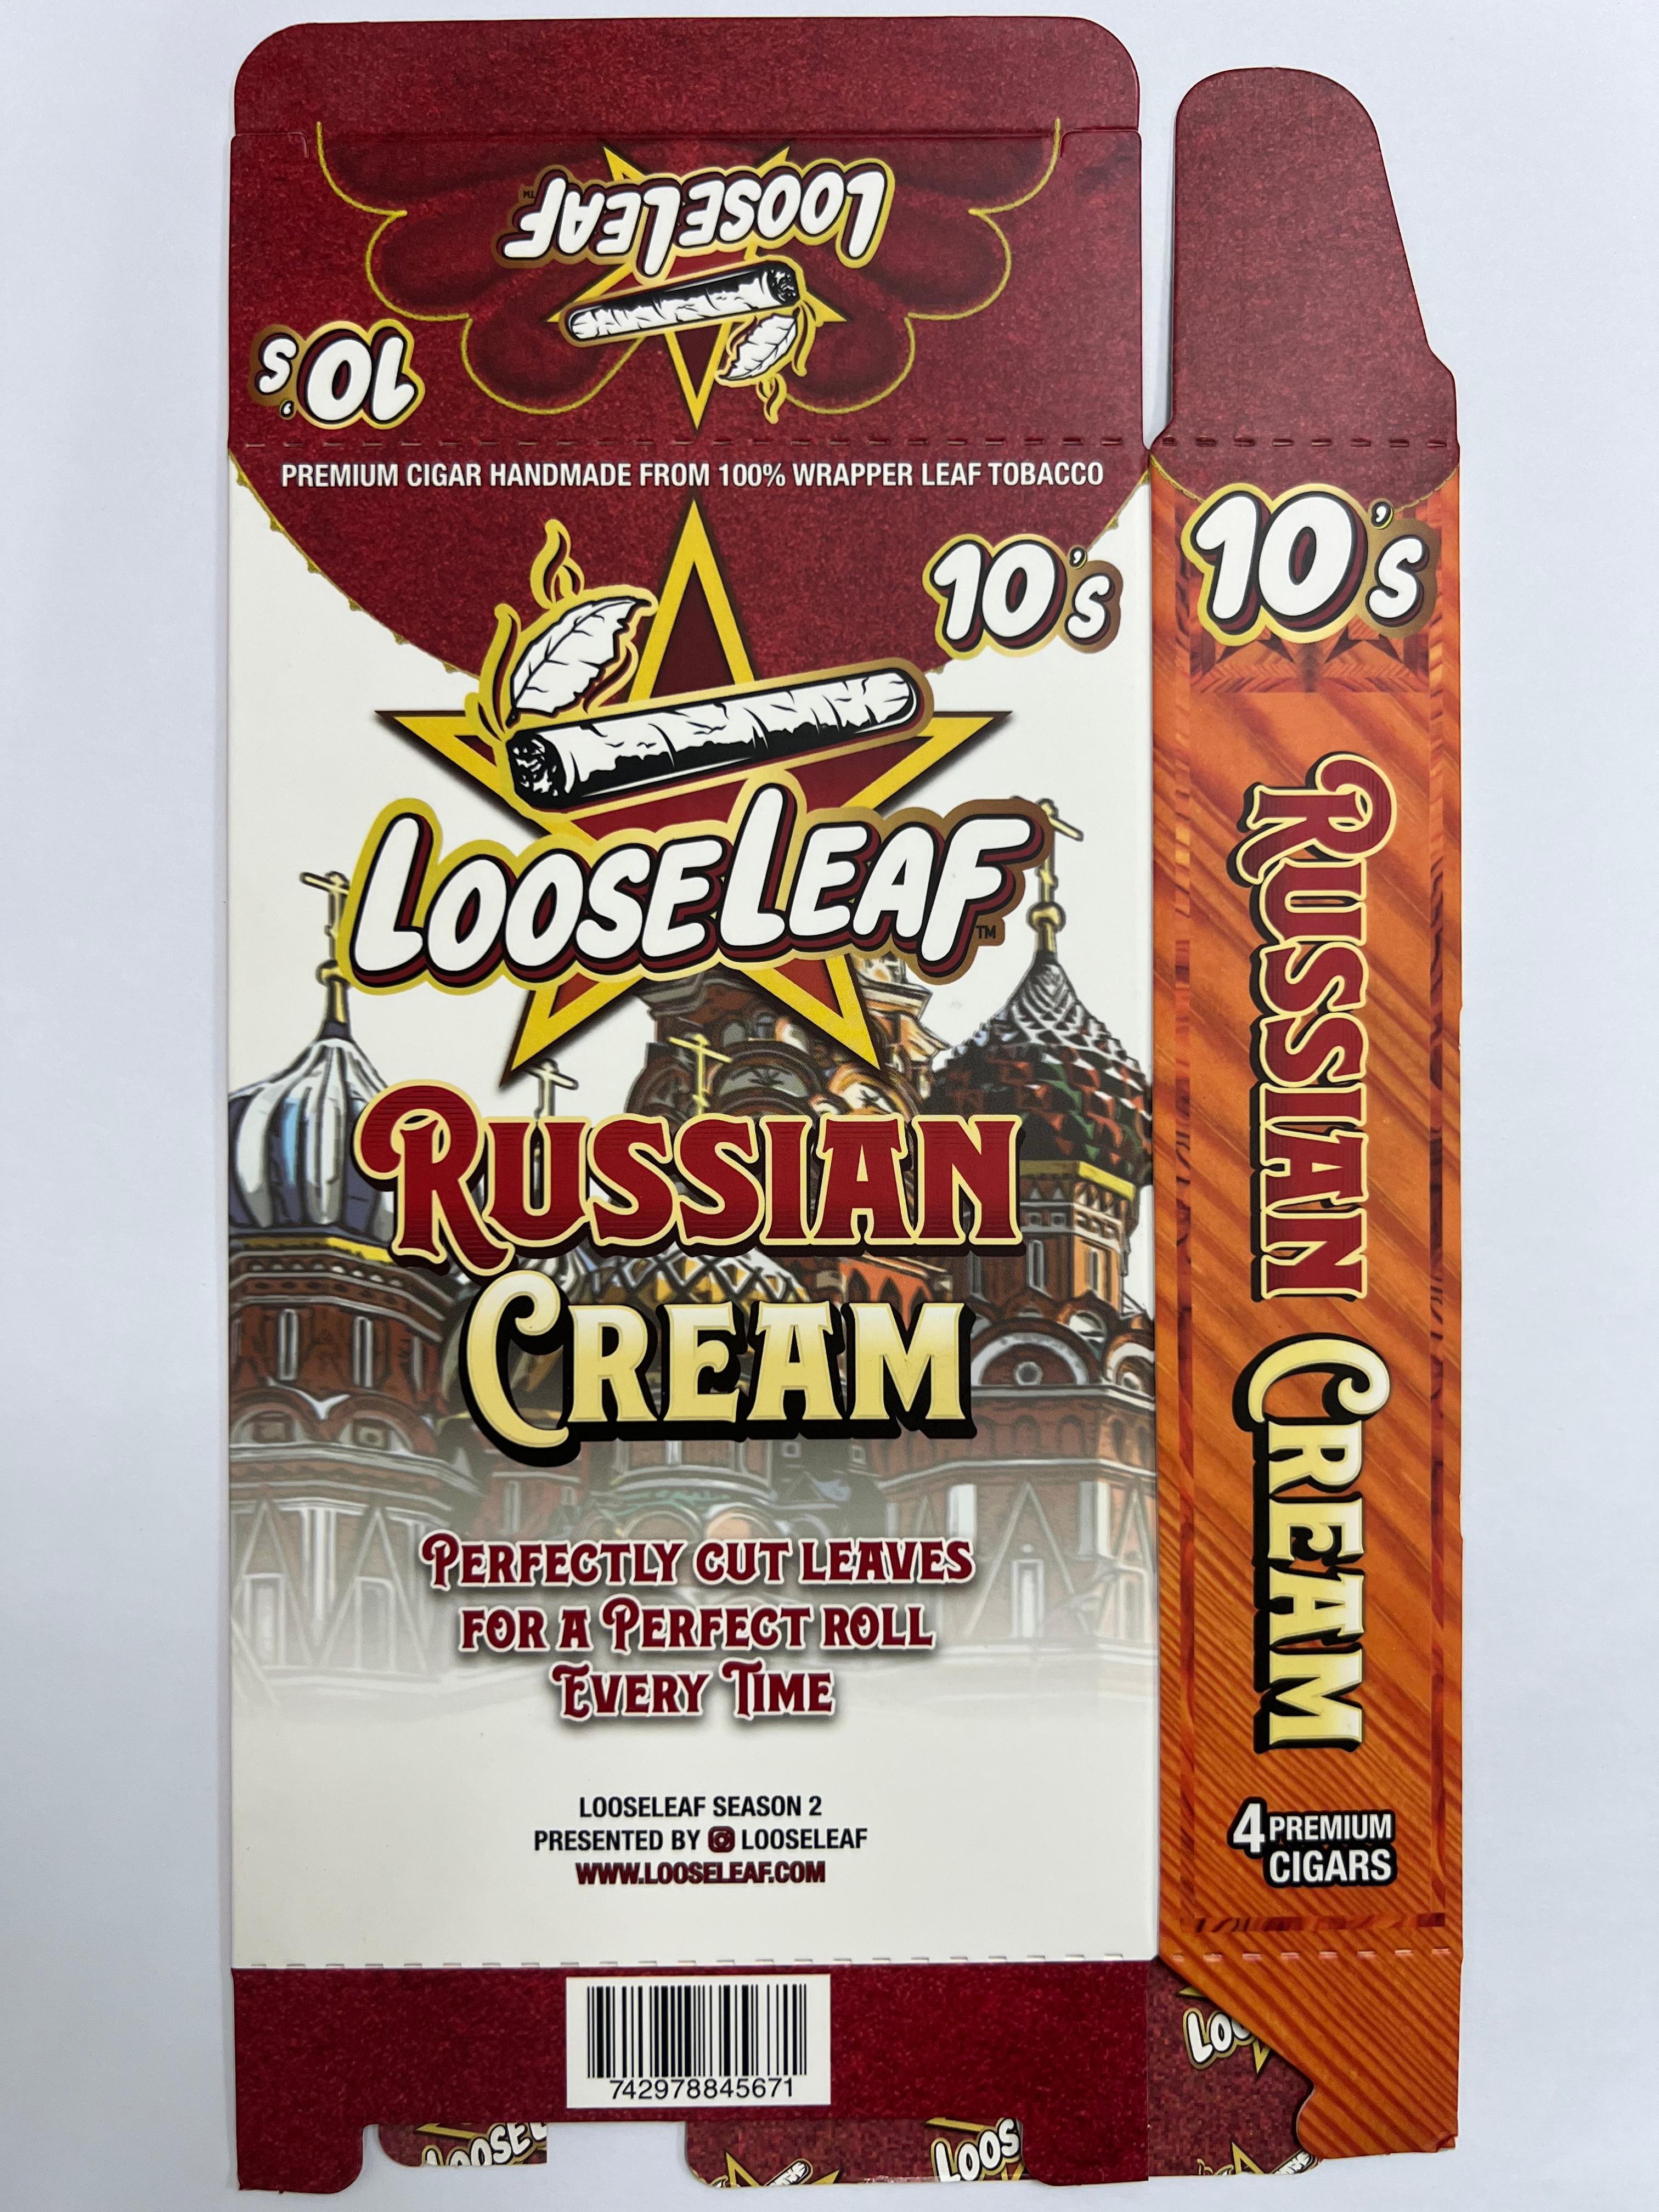 LOOSELEAF
TM
10's
PREMIUM CIGAR HANDMADE FROM 100% WRAPPER LEAF TOBACCO
10's
LOOSELEAF
TM
RUSSIAN
CREAM
PERFECTLY CUT LEAVES
FOR A PERFECT ROLL
EVERY TIME
LOOSELEAF SEASON 2
PRESENTED BY LOOSELEAF
WWW.LOOSELEAF.COM
742978845671
10's
RUSSIAN CREAM
4 PREMIUM
CIGARS